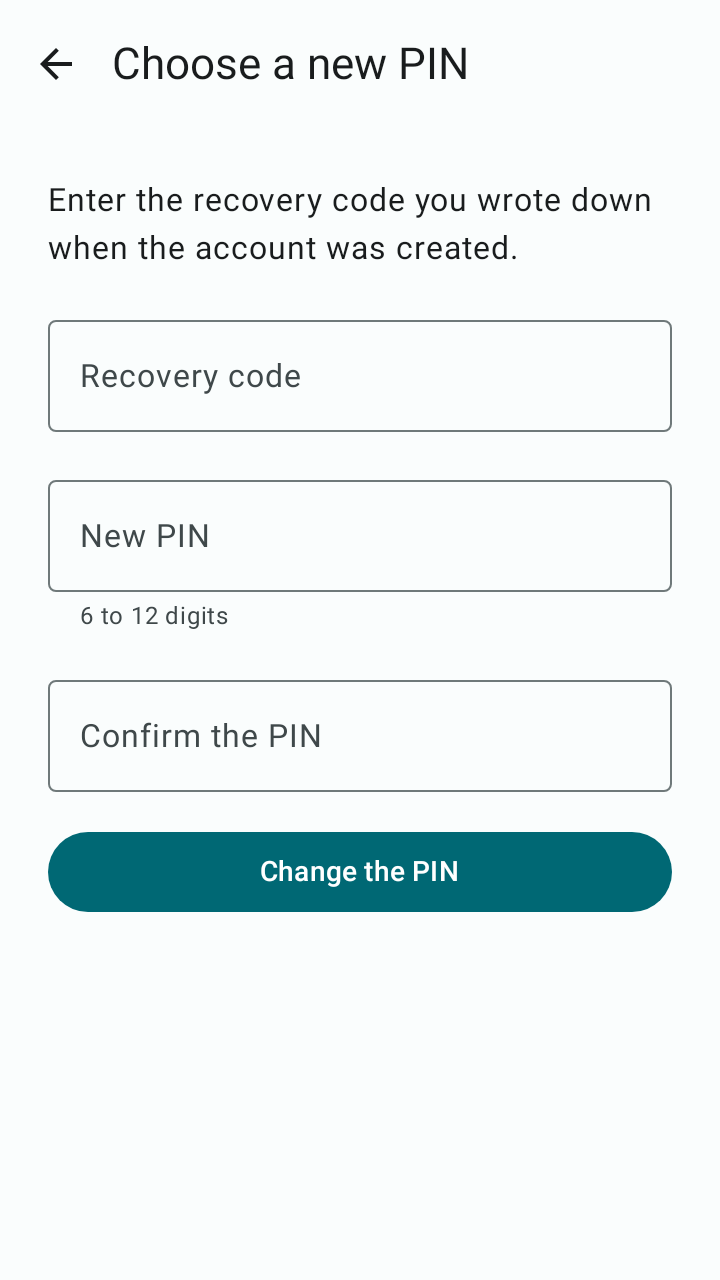 Choose a new PIN
Enter the recovery code you wrote down
when the account was created.
Recovery code
New PIN
6 to 12 digits
Confirm the PIN
Change the PIN